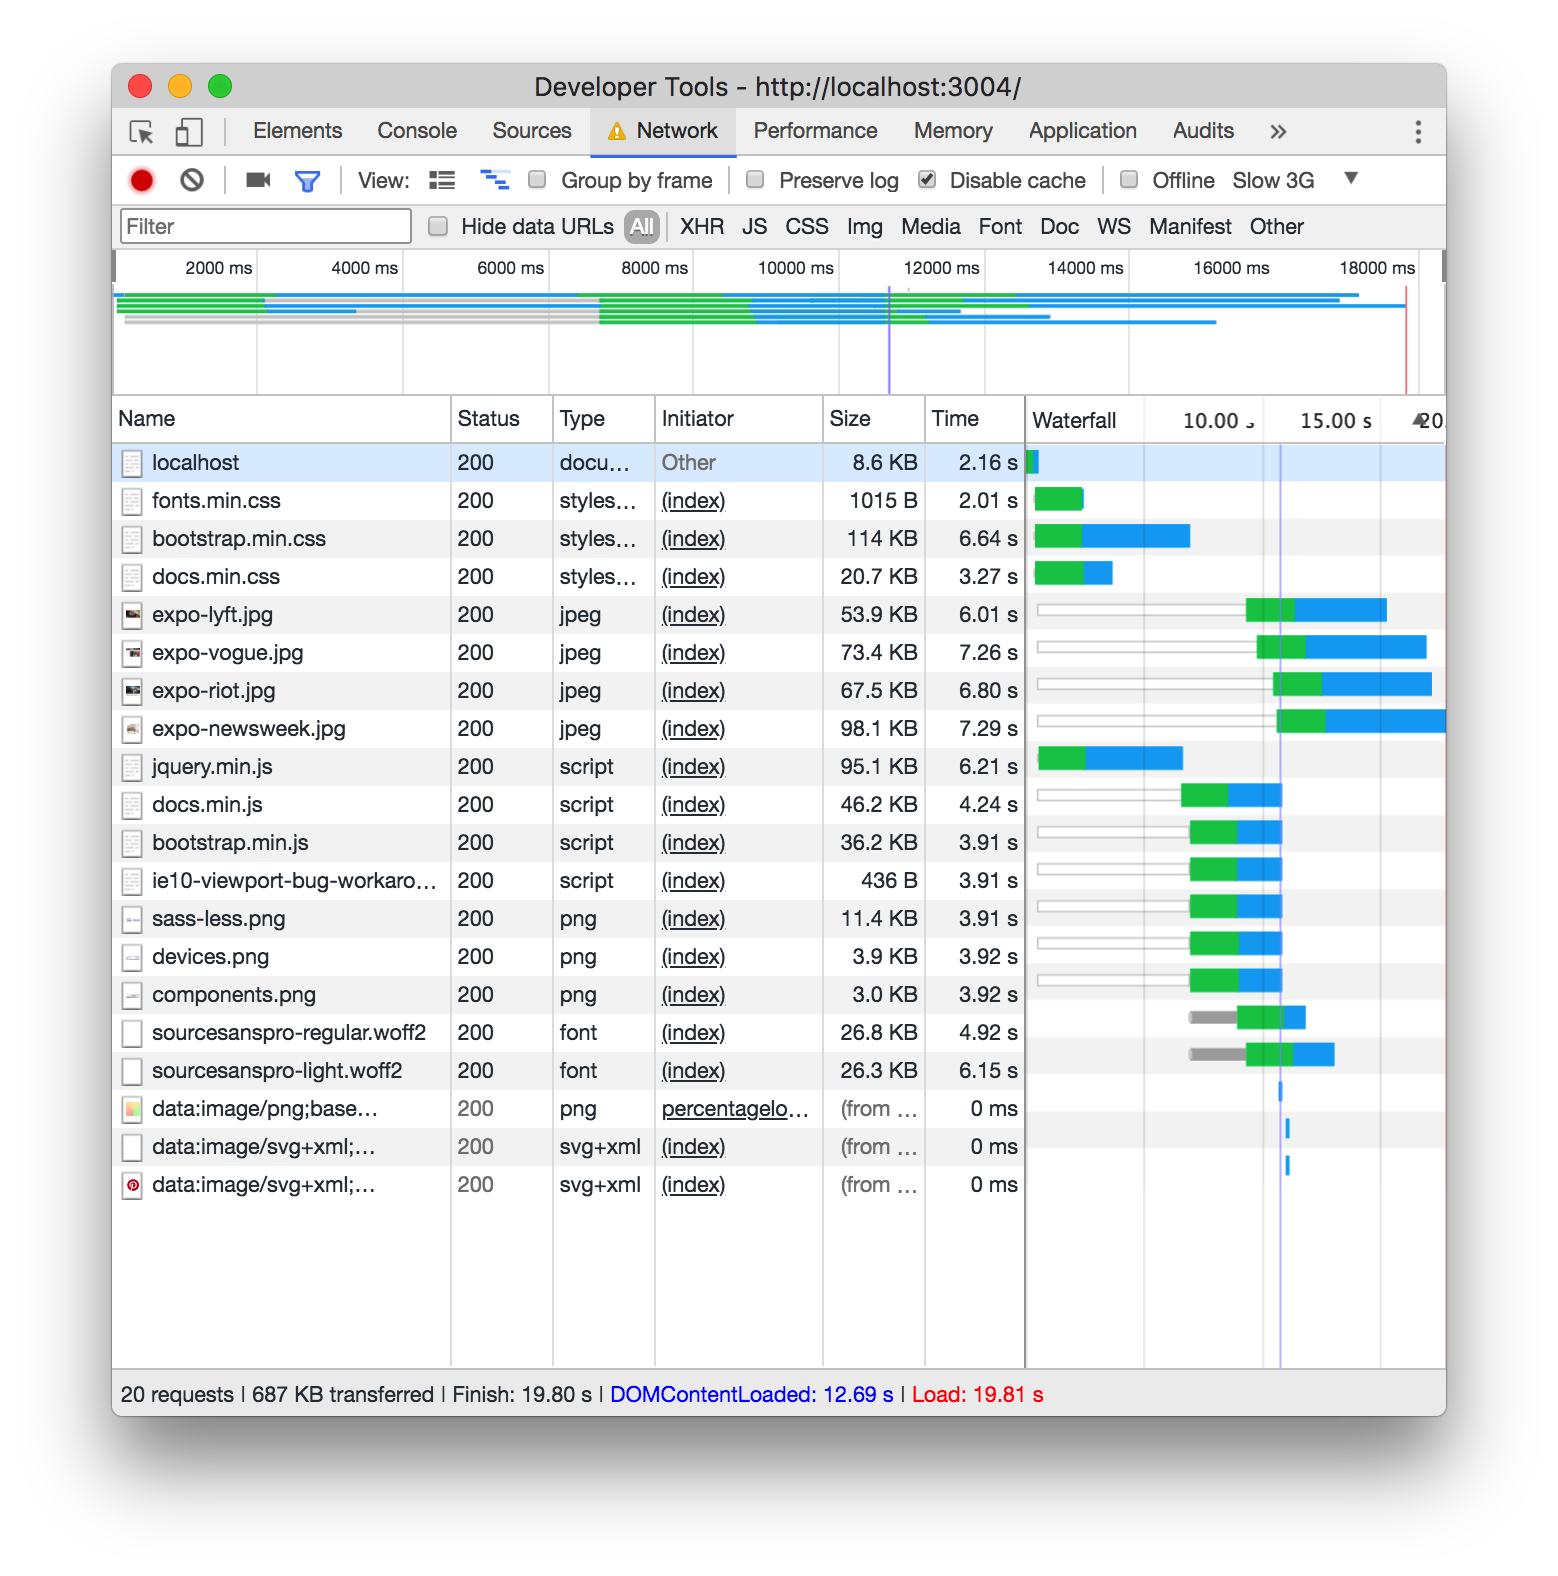 Developer Tools - http://localhost:3004/
Elements Console Sources Network Performance Memory Application Audits »
View: Group by frame Preserve log Disable cache Offline Slow 3G
Filter Hide data URLs All XHR JS CSS Img Media Font Doc WS Manifest Other
2000 ms 4000 ms 6000 ms 8000 ms 10000 ms 12000 ms 14000 ms 16000 ms 18000 ms
Name Status Type Initiator Size Time Waterfall 10.00 s 15.00 s 20.
localhost 200 docu… Other 8.6 KB 2.16 s
fonts.min.css 200 styles… (index) 1015 B 2.01 s
bootstrap.min.css 200 styles… (index) 114 KB 6.64 s
docs.min.css 200 styles… (index) 20.7 KB 3.27 s
expo-lyft.jpg 200 jpeg (index) 53.9 KB 6.01 s
expo-vogue.jpg 200 jpeg (index) 73.4 KB 7.26 s
expo-riot.jpg 200 jpeg (index) 67.5 KB 6.80 s
expo-newsweek.jpg 200 jpeg (index) 98.1 KB 7.29 s
jquery.min.js 200 script (index) 95.1 KB 6.21 s
docs.min.js 200 script (index) 46.2 KB 4.24 s
bootstrap.min.js 200 script (index) 36.2 KB 3.91 s
ie10-viewport-bug-workaro… 200 script (index) 436 B 3.91 s
sass-less.png 200 png (index) 11.4 KB 3.91 s
devices.png 200 png (index) 3.9 KB 3.92 s
components.png 200 png (index) 3.0 KB 3.92 s
sourcesanspro-regular.woff2 200 font (index) 26.8 KB 4.92 s
sourcesanspro-light.woff2 200 font (index) 26.3 KB 6.15 s
data:image/png;base… 200 png percentagelo… (from … 0 ms
data:image/svg+xml;… 200 svg+xml (index) (from … 0 ms
data:image/svg+xml;… 200 svg+xml (index) (from … 0 ms
20 requests | 687 KB transferred | Finish: 19.80 s | DOMContentLoaded: 12.69 s | Load: 19.81 s